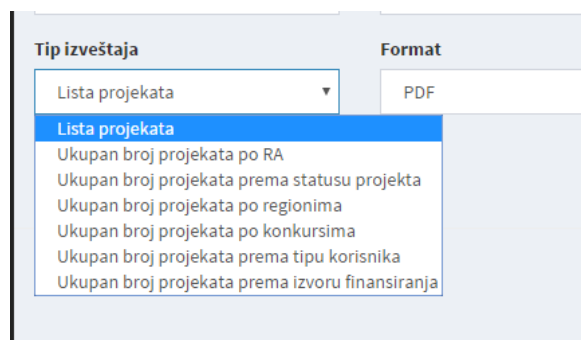 Tip izveštaja
Format
Lista projekata
PDF
Lista projekata
Ukupan broj projekata po RA
Ukupan broj projekata prema statusu projekta
Ukupan broj projekata po regionima
Ukupan broj projekata po konkursima
Ukupan broj projekata prema tipu korisnika
Ukupan broj projekata prema izvoru finansiranja